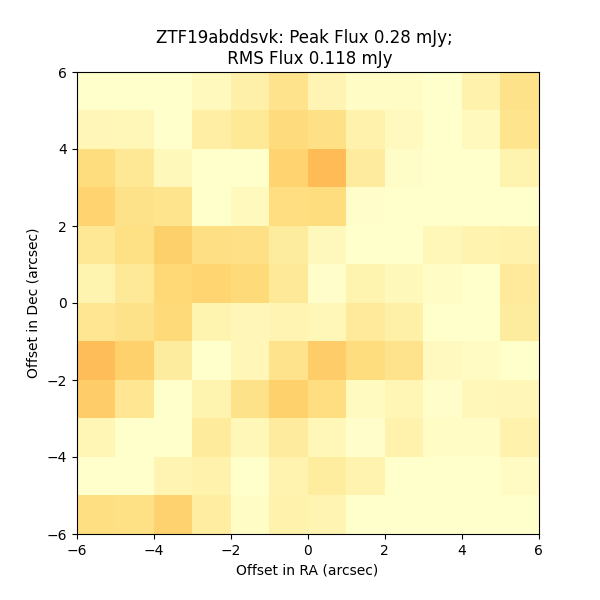 ZTF19abddsvk: Peak Flux 0.28 mJy;
RMS Flux 0.118 mJy
6
4
2
0
−2
−4
−6
Offset in Dec (arcsec)
−6 −4 −2 0 2 4 6
Offset in RA (arcsec)